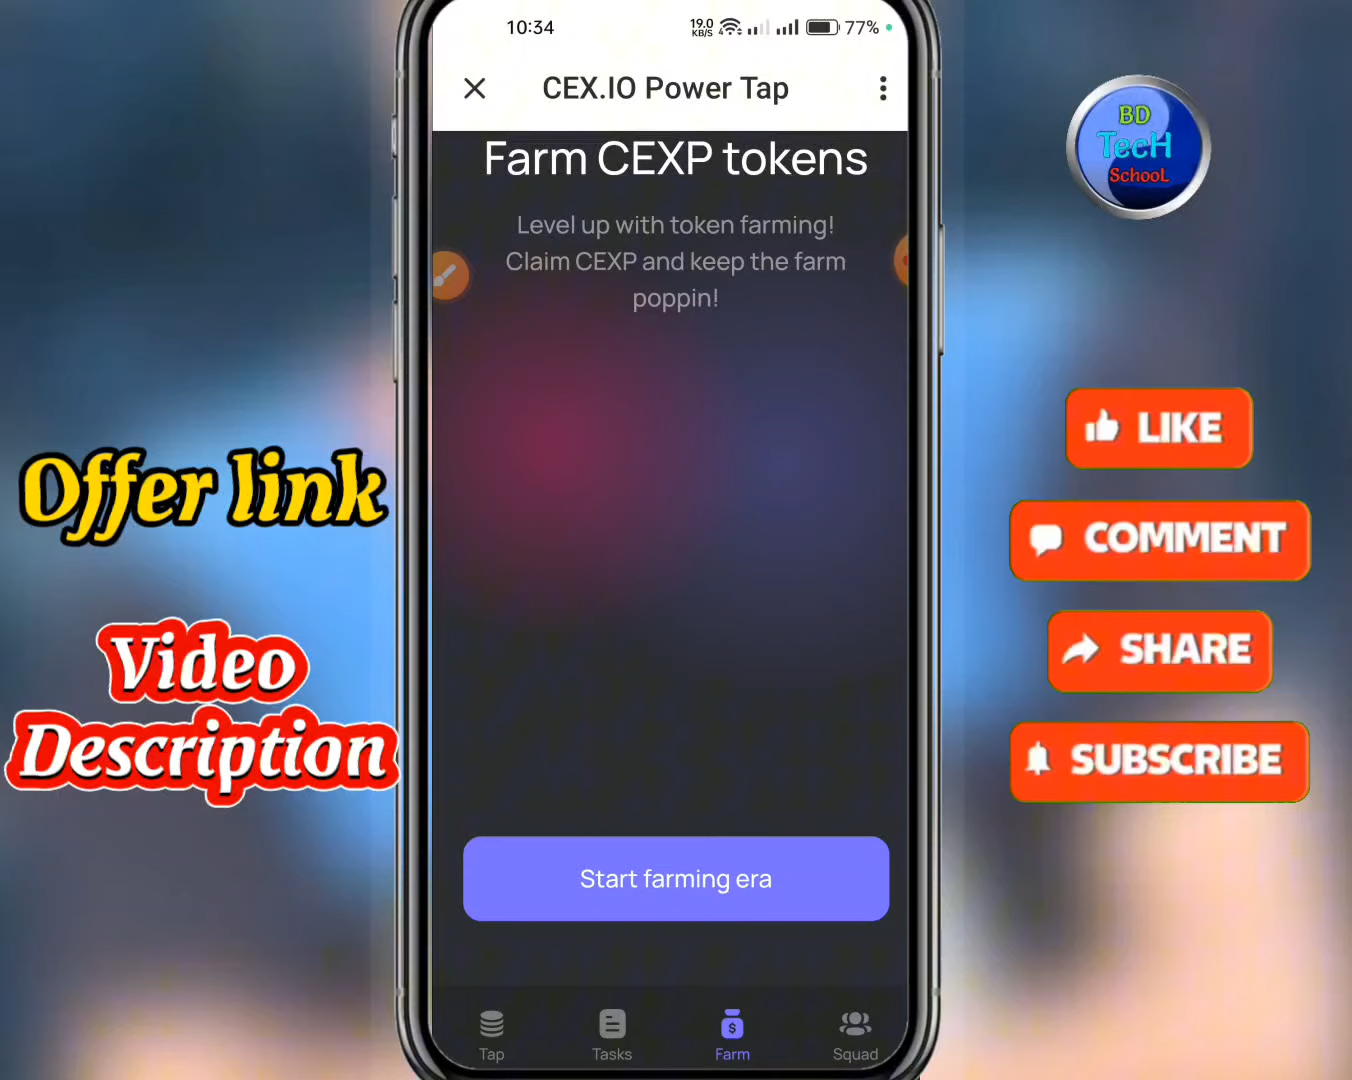 10:34
19.0
KB/S
77%
CEX.IO Power Tap
Farm CEXP tokens
Level up with token farming!
Claim CEXP and keep the farm
poppin!
Start farming era
Tap
Tasks
Farm
Squad
Offer link
Video
Description
BD
TecH
SchooL
LIKE
COMMENT
SHARE
SUBSCRIBE